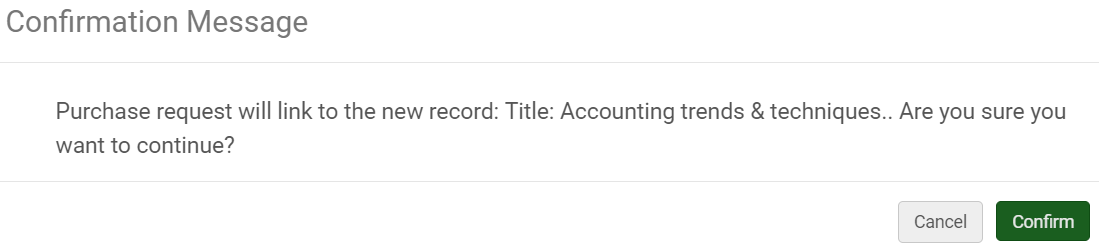 Confirmation Message
Purchase request will link to the new record: Title: Accounting trends & techniques.. Are you sure you
want to continue?
Cancel
Confirm